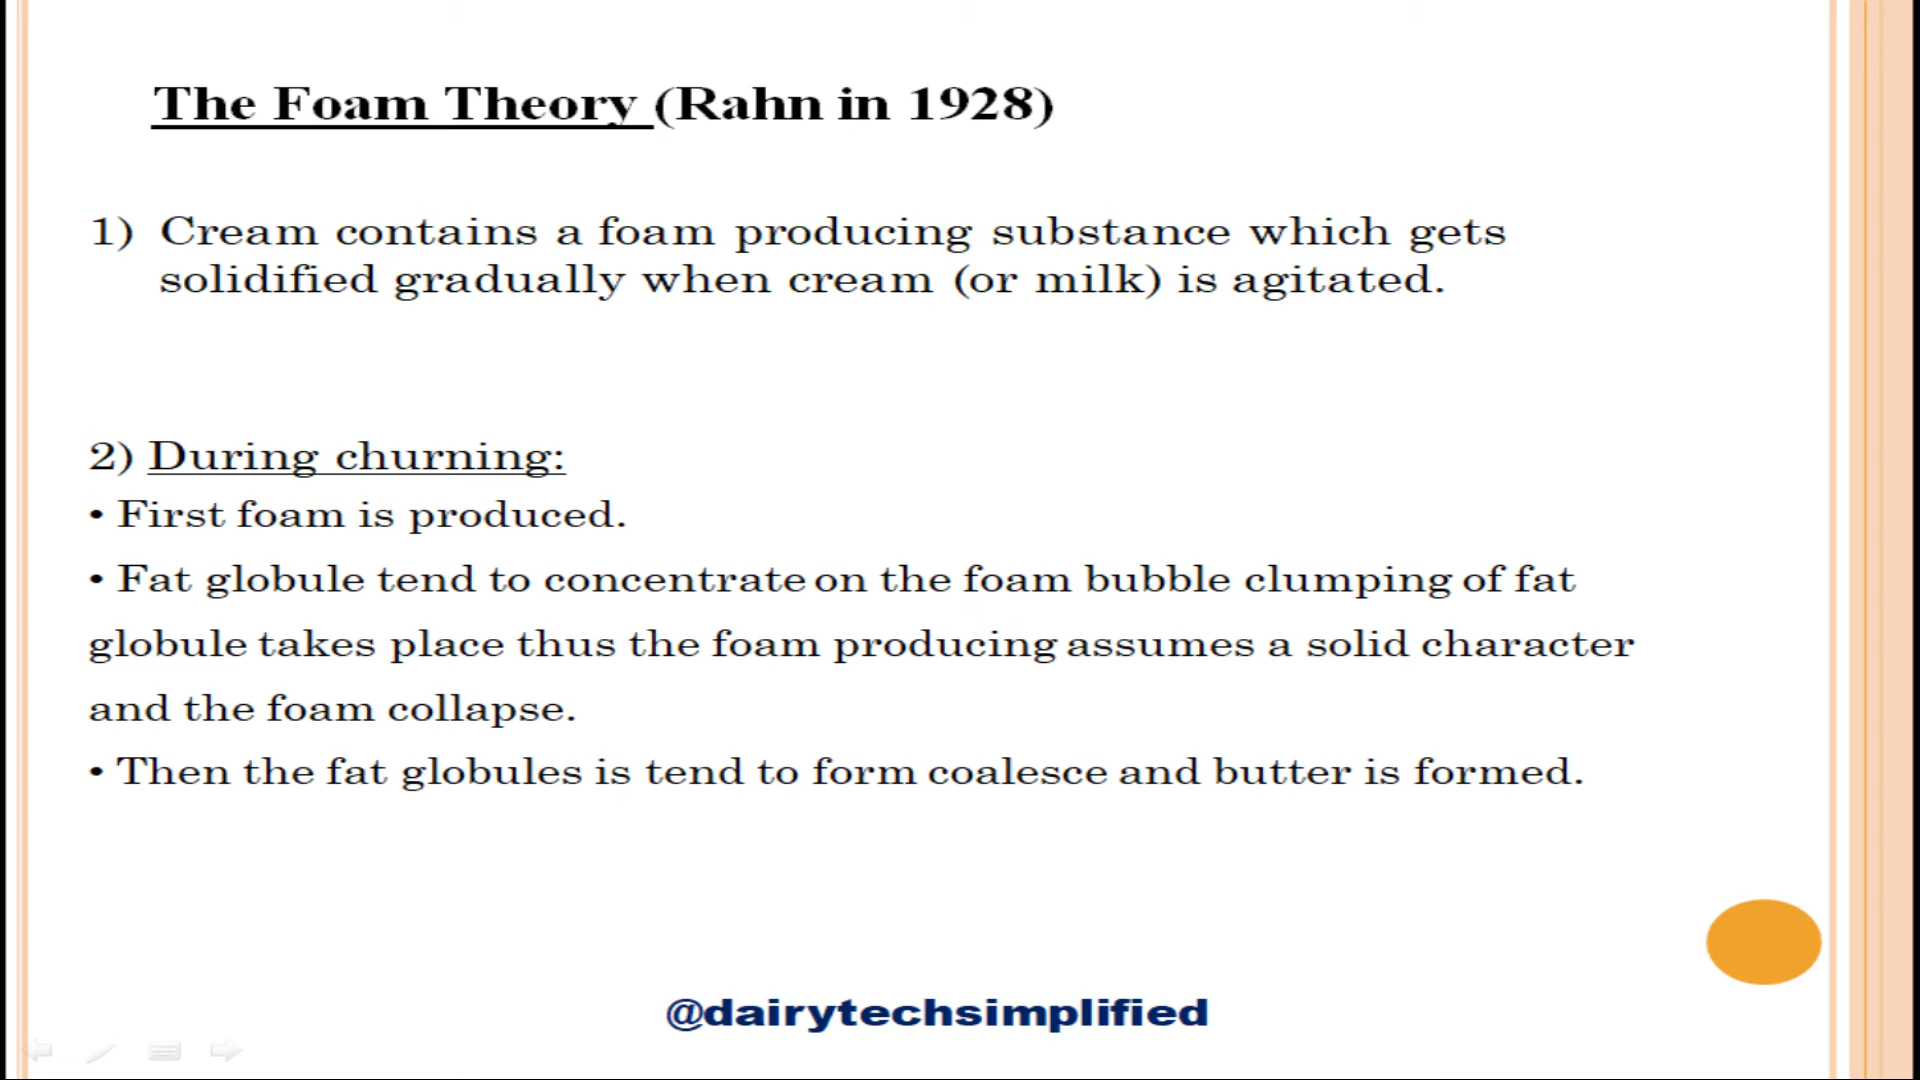 The Foam Theory (Rahn in 1928)
1) Cream contains a foam producing substance which gets
solidified gradually when cream (or milk) is agitated.
2) During churning:
• First foam is produced.
• Fat globule tend to concentrate on the foam bubble clumping of fat
globule takes place thus the foam producing assumes a solid character
and the foam collapse.
• Then the fat globules is tend to form coalesce and butter is formed.
@dairytechsimplified